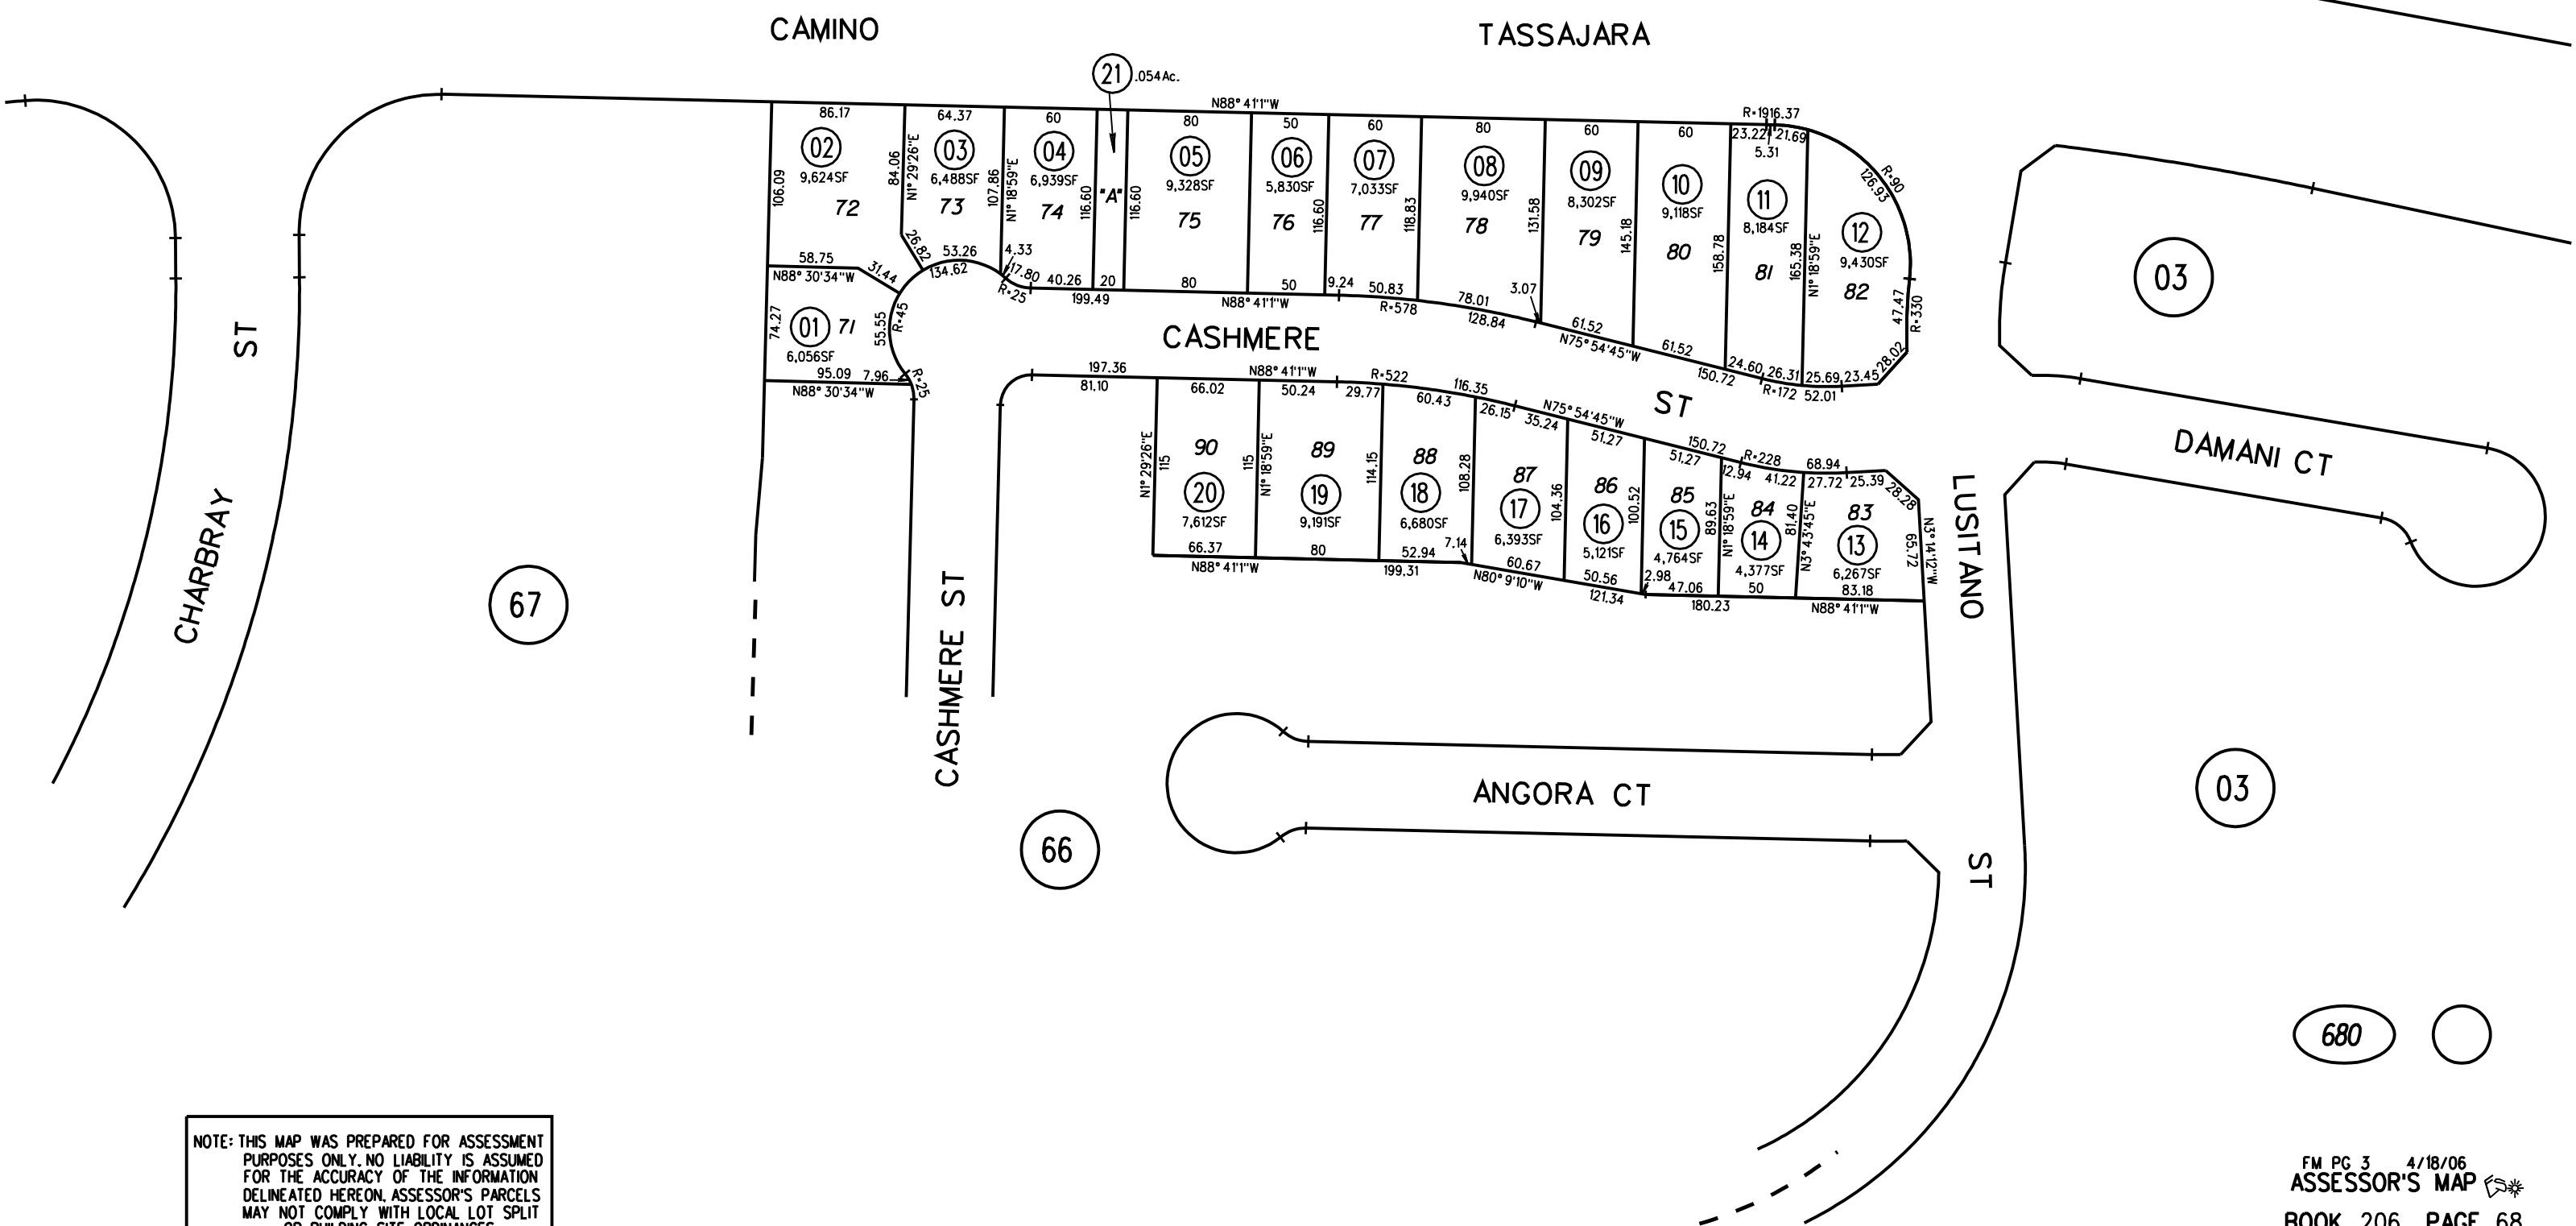 CAMINO
TASSAJARA
21 .054Ac.
N88° 41'1"W
R=1916.37
86.17
64.37
60
80
50
60
80
60
60
23.22
21.69
5.31
R=90
126.93
106.09
02
9,624SF
72
84.06
N1° 29'26"E
03
6,488SF
73
107.86
N1° 18'59"E
04
6,939SF
74
116.60
"A"
116.60
05
9,328SF
75
06
5,830SF
76
116.60
07
7,033SF
77
118.83
08
9,940SF
78
131.58
09
8,302SF
79
145.18
10
9,118SF
80
158.78
11
8,184SF
81
165.38
N1° 18'59"E
12
9,430SF
82
47.47
R=330
28.02
58.75
N88° 30'34"W
31.44
26.82
53.26
134.62
4.33
17.80
R=25
40.26
20
199.49
80
50
N88° 41'1"W
9.24
50.83
R=578
78.01
128.84
3.07
61.52
N75° 54'45"W
61.52
150.72
24.60
26.31
R=172
25.69
23.45
52.01
74.27
01
71
6,056SF
55.55
R=45
95.09
7.96
R=25
N88° 30'34"W
CASHMERE
ST
197.36
81.10
66.02
N88° 41'1"W
50.24
R=522
29.77
116.35
60.43
26.15
N75° 54'45"W
35.24
51.27
150.72
51.27
R=228
12.94
41.22
68.94
27.72
25.39
28.28
N1° 29'26"E
115
90
20
7,612SF
66.37
115
N1° 18'59"E
89
19
9,191SF
80
114.15
88
18
6,680SF
52.94
108.28
7.14
87
17
6,393SF
60.67
104.36
86
16
5,121SF
50.56
100.52
85
15
4,764SF
2.98
47.06
89.63
N1° 18'59"E
84
14
4,377SF
50
81.40
N3° 43'45"E
83
13
6,267SF
83.18
65.72
N3° 14'12"W
N88° 41'1"W
199.31
N80° 9'10"W
121.34
180.23
N88° 41'1"W
CHARBRAY
ST
CASHMERE ST
LUSITANO
ST
DAMANI CT
ANGORA CT
03
67
66
03
680
NOTE: THIS MAP WAS PREPARED FOR ASSESSMENT
PURPOSES ONLY. NO LIABILITY IS ASSUMED
FOR THE ACCURACY OF THE INFORMATION
DELINEATED HEREON. ASSESSOR'S PARCELS
MAY NOT COMPLY WITH LOCAL LOT SPLIT
OR BUILDING SITE ORDINANCES
FM PG 3 4/18/06
ASSESSOR'S MAP
BOOK 206 PAGE 68